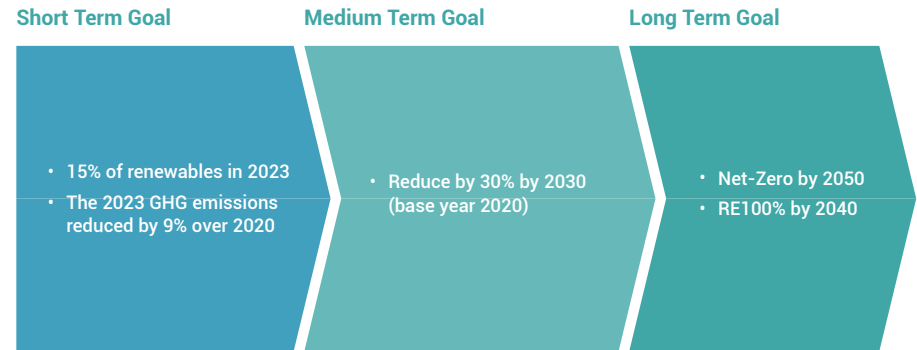 Short Term Goal
• 15% of renewables in 2023
• The 2023 GHG emissions
reduced by 9% over 2020
Medium Term Goal
• Reduce by 30% by 2030
(base year 2020)
Long Term Goal
• Net-Zero by 2050
• RE100% by 2040